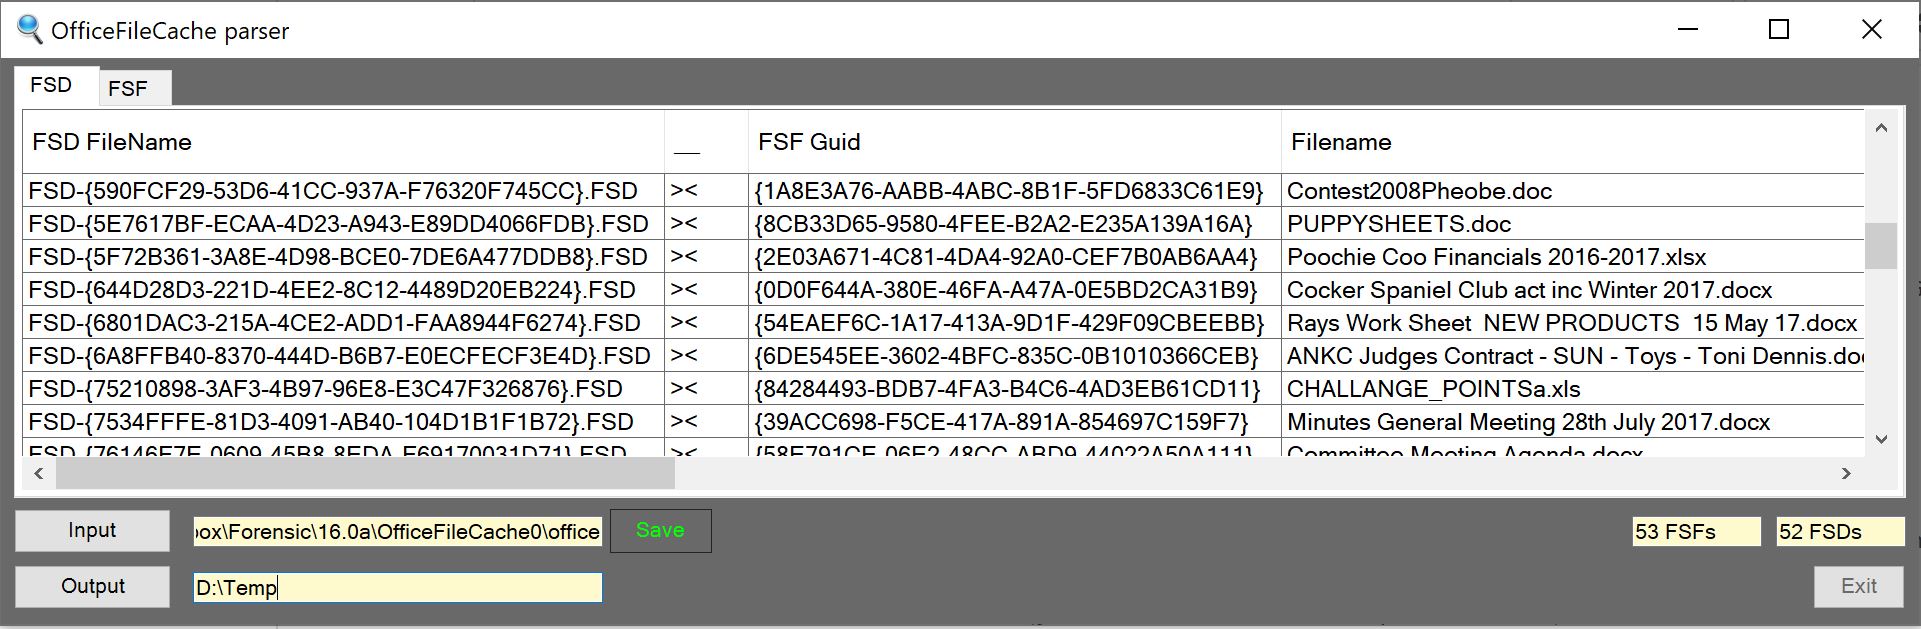 OfficeFileCache parser
FSD FSF
FSD FileName __ FSF Guid Filename
FSD-{590FCF29-53D6-41CC-937A-F76320F745CC}.FSD >< {1A8E3A76-AABB-4ABC-8B1F-5FD6833C61E9} Contest2008Pheobe.doc
FSD-{5E7617BF-ECAA-4D23-A943-E89DD4066FDB}.FSD >< {8CB33D65-9580-4FEE-B2A2-E235A139A16A} PUPPYSHEETS.doc
FSD-{5F72B361-3A8E-4D98-BCE0-7DE6A477DDB8}.FSD >< {2E03A671-4C81-4DA4-92A0-CEF7B0AB6AA4} Poochie Coo Financials 2016-2017.xlsx
FSD-{644D28D3-221D-4EE2-8C12-4489D20EB224}.FSD >< {0D0F644A-380E-46FA-A47A-0E5BD2CA31B9} Cocker Spaniel Club act inc Winter 2017.docx
FSD-{6801DAC3-215A-4CE2-ADD1-FAA8944F6274}.FSD >< {54EAEF6C-1A17-413A-9D1F-429F09CBEEBB} Rays Work Sheet  NEW PRODUCTS  15 May 17.docx
FSD-{6A8FFB40-8370-444D-B6B7-E0ECFECF3E4D}.FSD >< {6DE545EE-3602-4BFC-835C-0B1010366CEB} ANKC Judges Contract - SUN - Toys - Toni Dennis.do
FSD-{75210898-3AF3-4B97-96E8-E3C47F326876}.FSD >< {84284493-BDB7-4FA3-B4C6-4AD3EB61CD11} CHALLANGE_POINTSa.xls
FSD-{7534FFFE-81D3-4091-AB40-104D1B1F1B72}.FSD >< {39ACC698-F5CE-417A-891A-854697C159F7} Minutes General Meeting 28th July 2017.docx
>< Committee Meeting Agenda.docx
Input ox\Forensic\16.0a\OfficeFileCache0\office Save 53 FSFs 52 FSDs
Output D:\Temp Exit